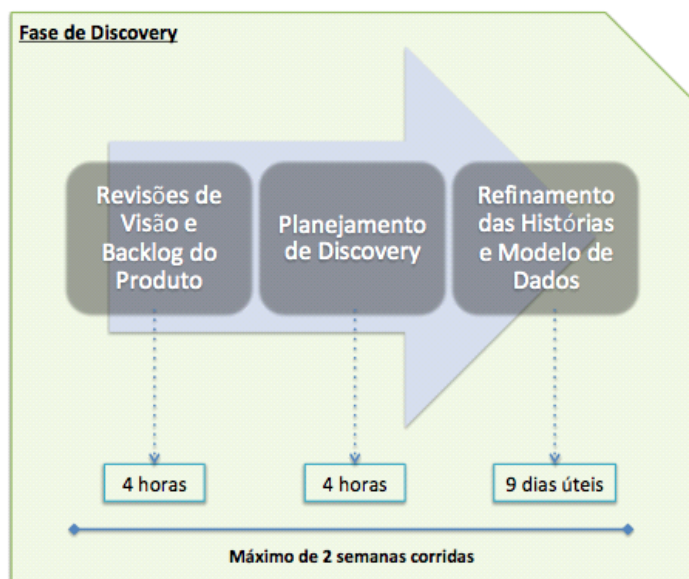 Fase de Discovery
Revisões de
Visão e
Backlog do
Produto
Planejamento
de Discovery
Refinamento
das Histórias
e Modelo de
Dados
4 horas
4 horas
9 dias úteis
Máximo de 2 semanas corridas